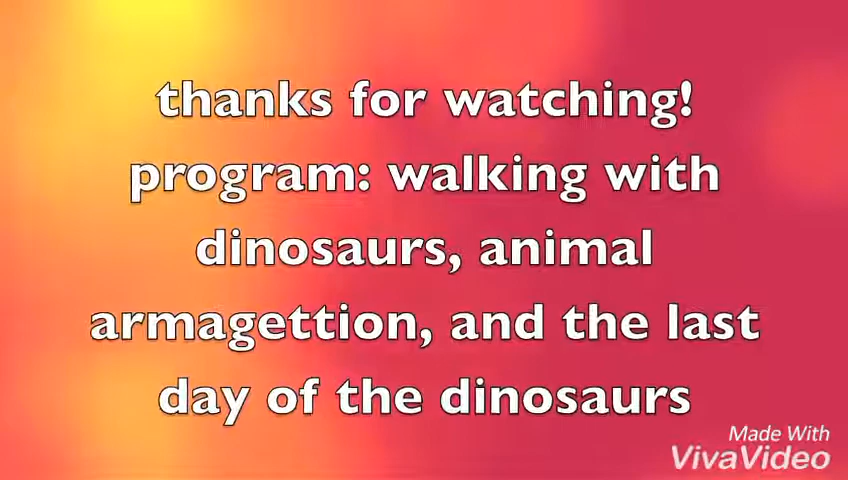 thanks for watching!
program: walking with
dinosaurs, animal
armagettion, and the last
day of the dinosaurs
Made With
VivaVideo